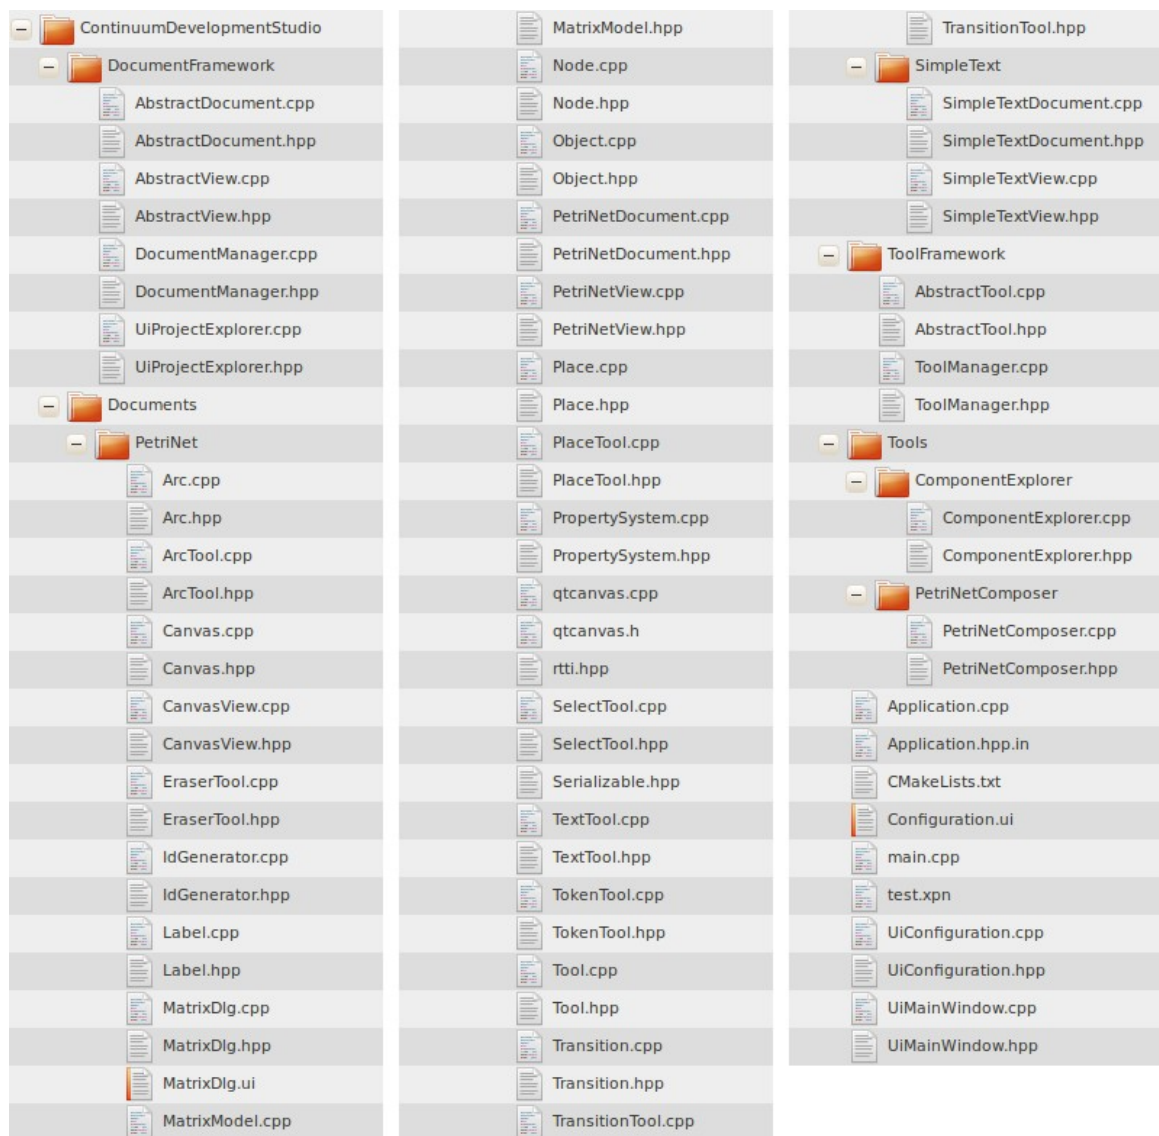 ContinuumDevelopmentStudio
DocumentFramework
AbstractDocument.cpp
AbstractDocument.hpp
AbstractView.cpp
AbstractView.hpp
DocumentManager.cpp
DocumentManager.hpp
UiProjectExplorer.cpp
UiProjectExplorer.hpp
Documents
PetriNet
Arc.cpp
Arc.hpp
ArcTool.cpp
ArcTool.hpp
Canvas.cpp
Canvas.hpp
CanvasView.cpp
CanvasView.hpp
EraserTool.cpp
EraserTool.hpp
IdGenerator.cpp
IdGenerator.hpp
Label.cpp
Label.hpp
MatrixDlg.cpp
MatrixDlg.hpp
MatrixDlg.ui
MatrixModel.cpp
MatrixModel.hpp
Node.cpp
Node.hpp
Object.cpp
Object.hpp
PetriNetDocument.cpp
PetriNetDocument.hpp
PetriNetView.cpp
PetriNetView.hpp
Place.cpp
Place.hpp
PlaceTool.cpp
PlaceTool.hpp
PropertySystem.cpp
PropertySystem.hpp
qtcanvas.cpp
qtcanvas.h
rtti.hpp
SelectTool.cpp
SelectTool.hpp
Serializable.hpp
TextTool.cpp
TextTool.hpp
TokenTool.cpp
TokenTool.hpp
Tool.cpp
Tool.hpp
Transition.cpp
Transition.hpp
TransitionTool.cpp
TransitionTool.hpp
SimpleText
SimpleTextDocument.cpp
SimpleTextDocument.hpp
SimpleTextView.cpp
SimpleTextView.hpp
ToolFramework
AbstractTool.cpp
AbstractTool.hpp
ToolManager.cpp
ToolManager.hpp
Tools
ComponentExplorer
ComponentExplorer.cpp
ComponentExplorer.hpp
PetriNetComposer
PetriNetComposer.cpp
PetriNetComposer.hpp
Application.cpp
Application.hpp.in
CMakeLists.txt
Configuration.ui
main.cpp
test.xpn
UiConfiguration.cpp
UiConfiguration.hpp
UiMainWindow.cpp
UiMainWindow.hpp